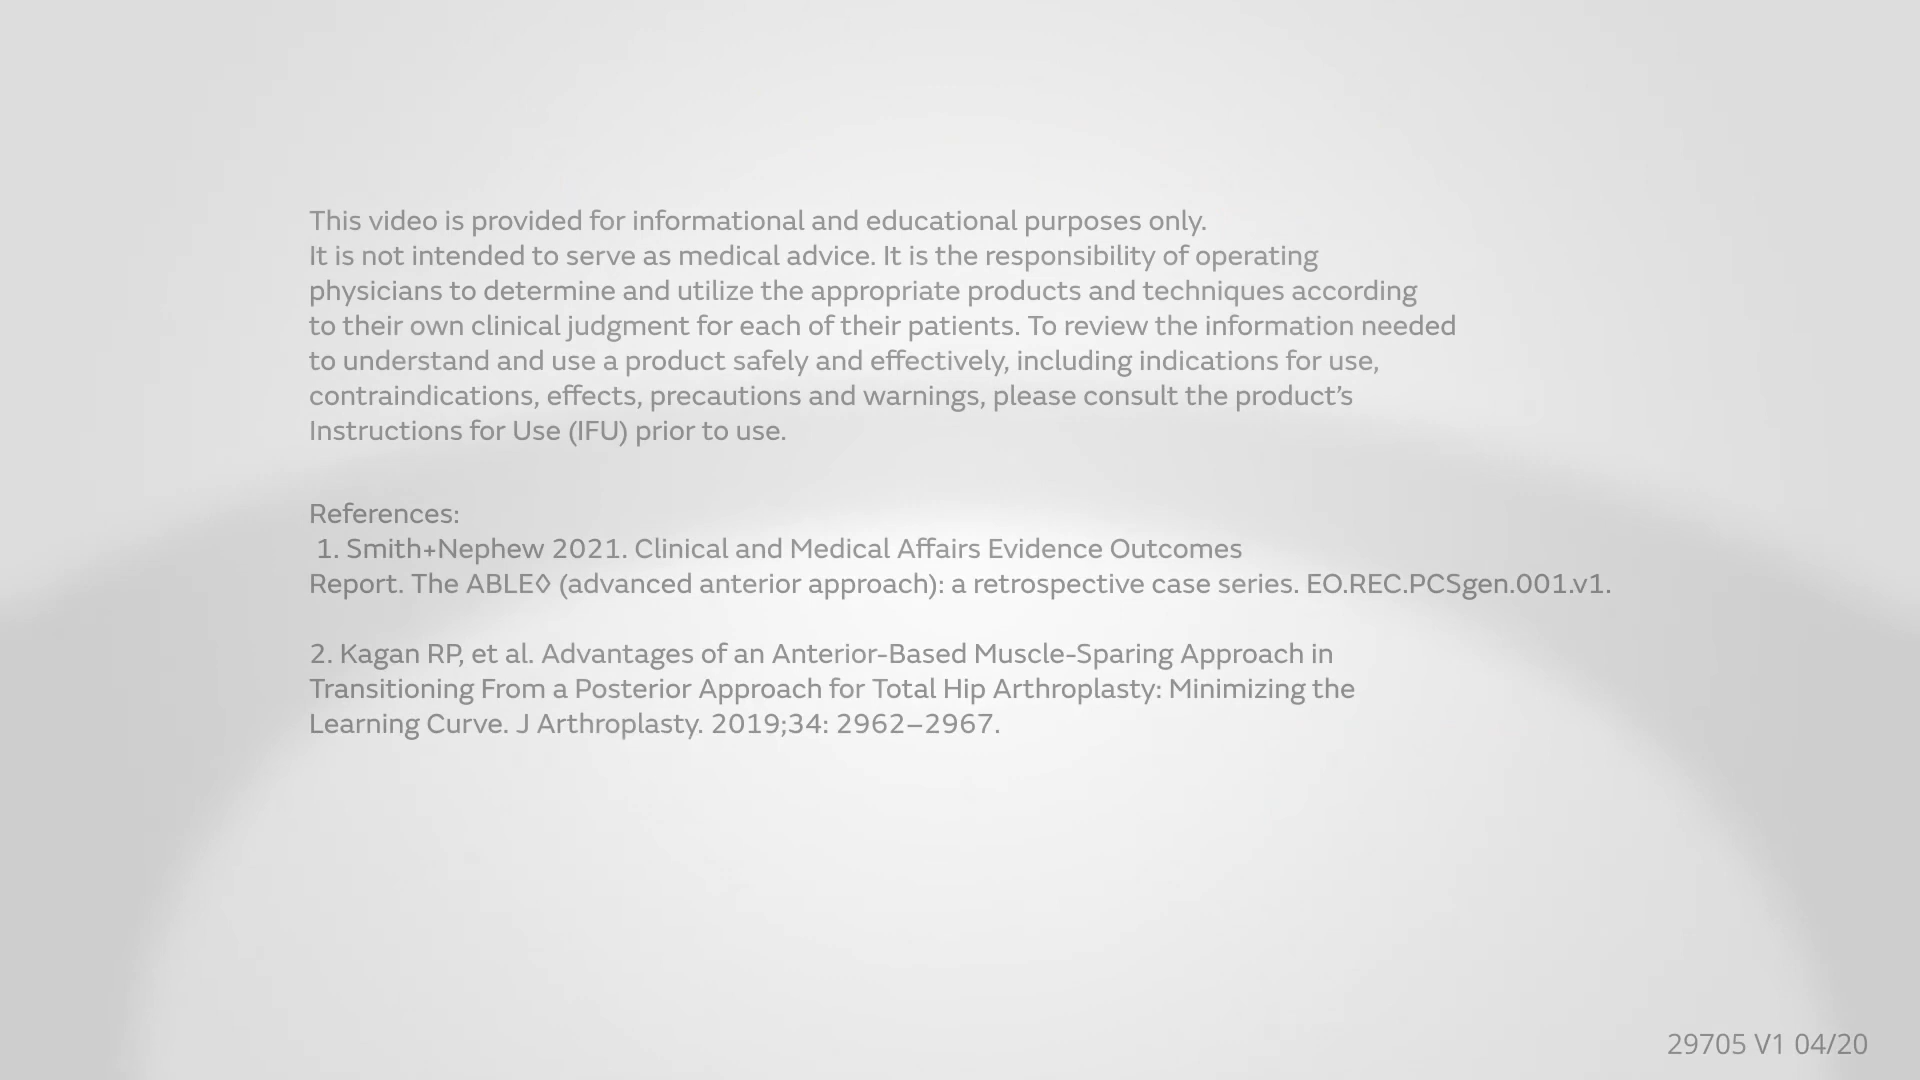 This video is provided for informational and educational purposes only.
It is not intended to serve as medical advice. It is the responsibility of operating
physicians to determine and utilize the appropriate products and techniques according
to their own clinical judgment for each of their patients. To review the information needed
to understand and use a product safely and effectively, including indications for use,
contraindications, effects, precautions and warnings, please consult the product’s
Instructions for Use (IFU) prior to use.
References:
1. Smith+Nephew 2021. Clinical and Medical Affairs Evidence Outcomes
Report. The ABLE◊ (advanced anterior approach): a retrospective case series. EO.REC.PCSgen.001.v1.
2. Kagan RP, et al. Advantages of an Anterior-Based Muscle-Sparing Approach in
Transitioning From a Posterior Approach for Total Hip Arthroplasty: Minimizing the
Learning Curve. J Arthroplasty. 2019;34: 2962–2967.
29705 V1 04/20